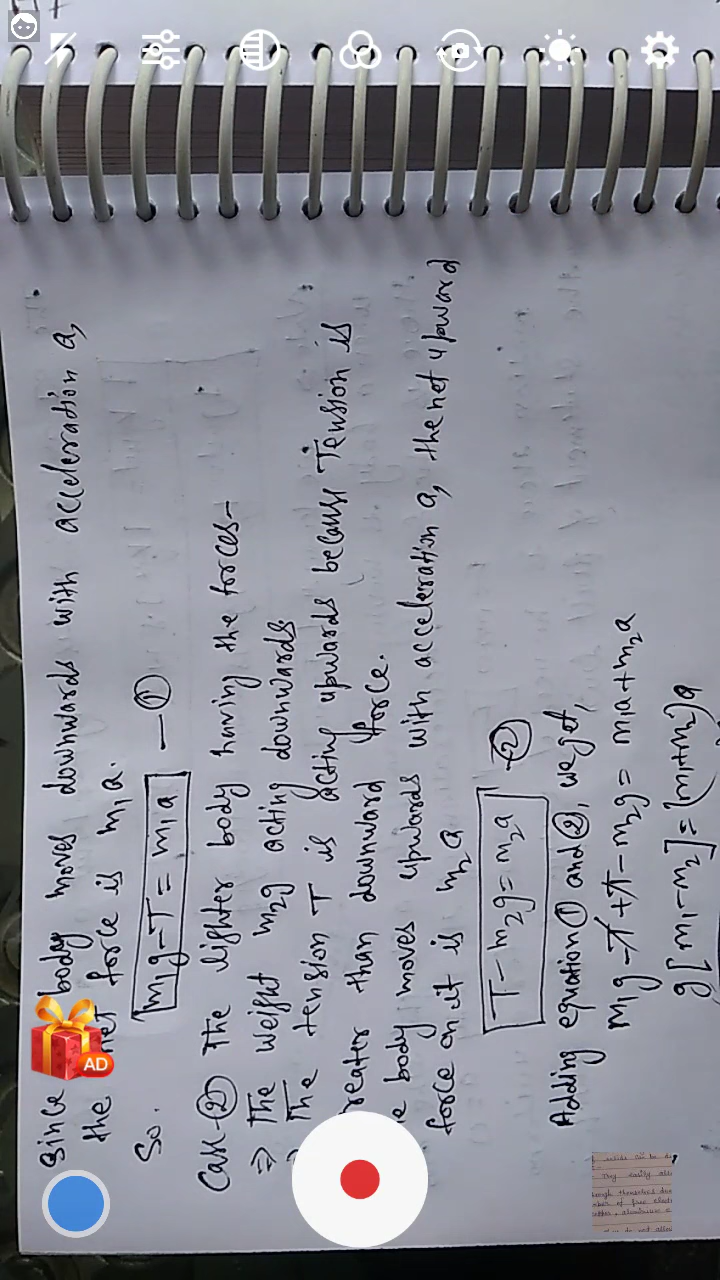 Since body moves downwards with acceleration a,
the net force is m₁a.
So. m₁g-T = m₁a —①
Case-② The lighter body having the forces-
⇒ The weight m₂g acting downwards
The tension T is acting upwards because Tension is
greater than downward force.
body moves upwards with acceleration a, the net upward
force on it is m₂a
T-m₂g = m₂a -②
Adding equation ① and ②, we get,
m₁g-T+T-m₂g = m₁a+m₂a
g[m₁-m₂] = (m₁+m₂)a
AD